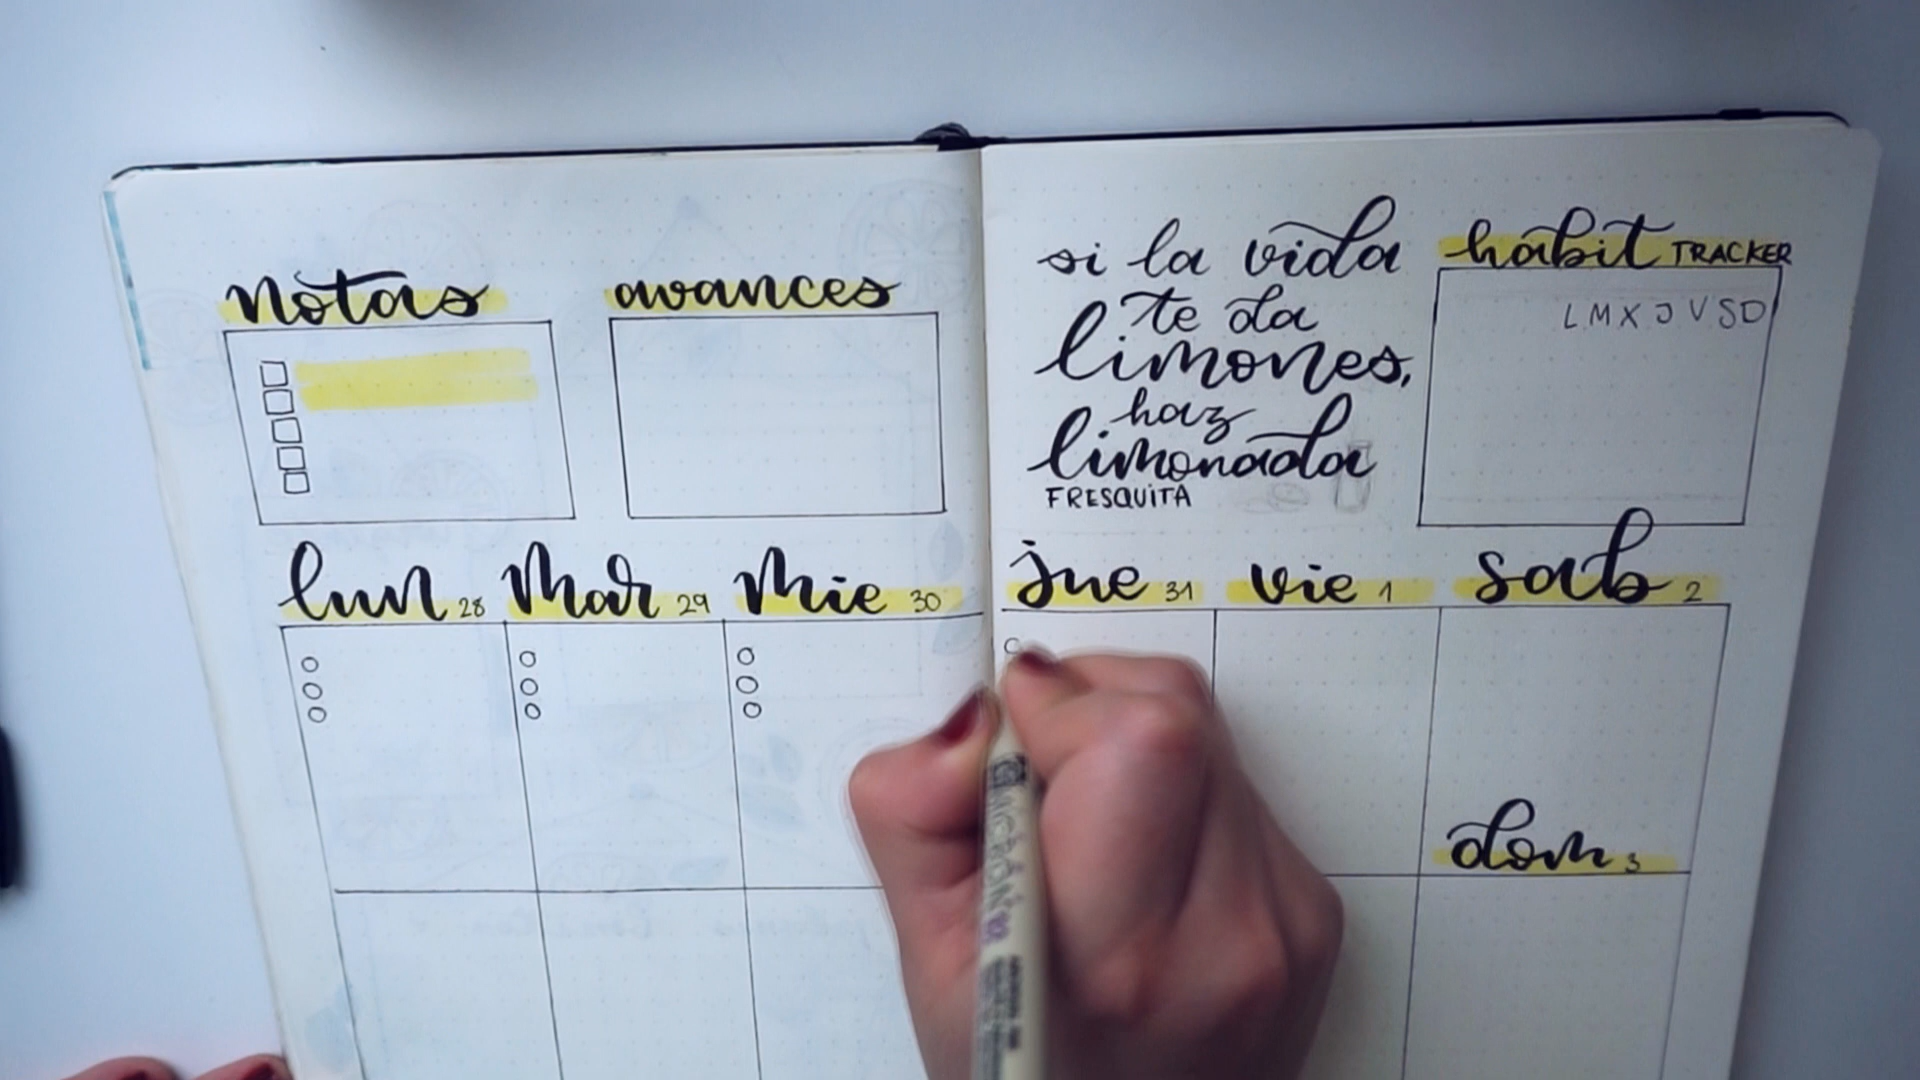 notas
avances
si la vida
te da
limones,
haz
limonada
FRESQUITA
habit TRACKER
L M X J V S D
lun 28
mar 29
mie 30
jue 31
vie 1
sab 2
dom 3
MICRON